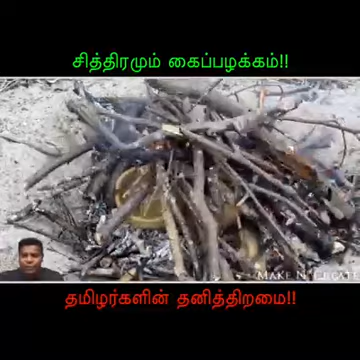 சித்திரமும் கைப்பழக்கம்!!
MAKE N' CREATE
தமிழர்களின் தனித்திறமை!!